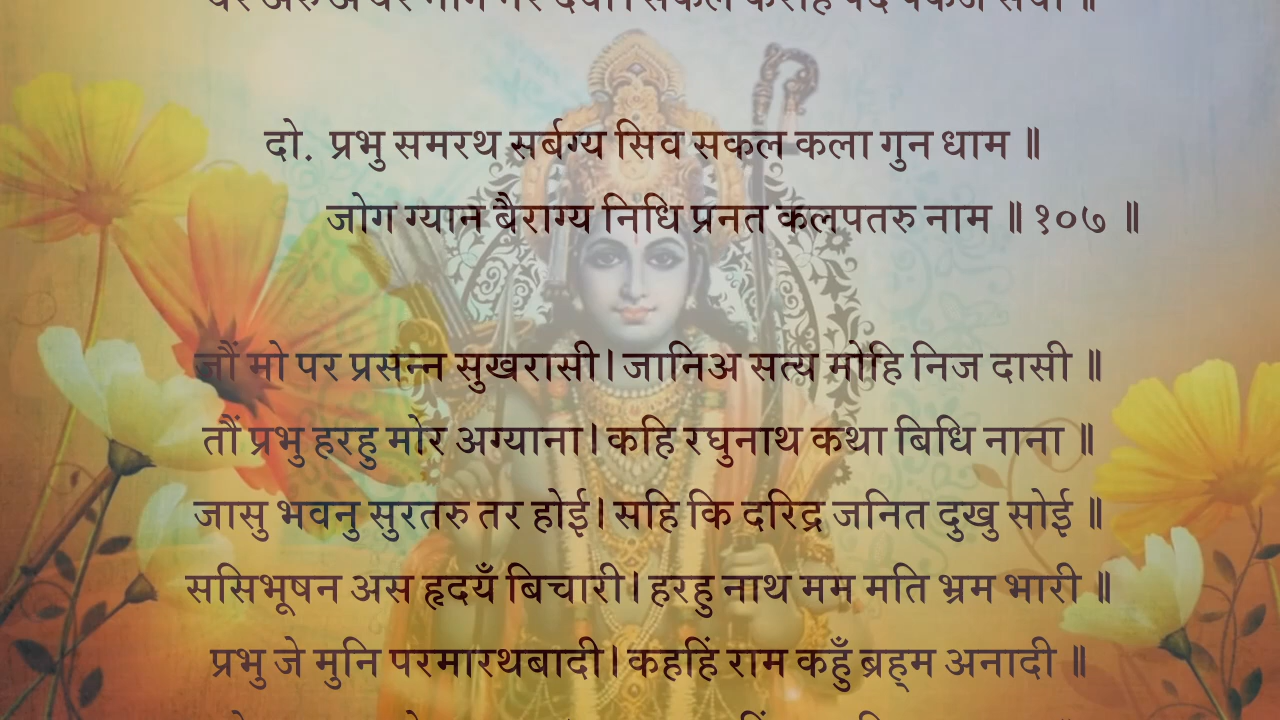 दो. प्रभु समरथ सर्बग्य सिव सकल कला गुन धाम ॥
जोग ग्यान बैराग्य निधि प्रनत कलपतरु नाम ॥ १०७ ॥
जौं मो पर प्रसन्न सुखरासी। जानिअ सत्य मोहि निज दासी ॥
तौं प्रभु हरहु मोर अग्याना। कहि रघुनाथ कथा बिधि नाना ॥
जासु भवनु सुरतरु तर होई। सहि कि दरिद्र जनित दुखु सोई ॥
ससिभूषन अस हृदयँ बिचारी। हरहु नाथ मम मति भ्रम भारी ॥
प्रभु जे मुनि परमारथबादी। कहहिं राम कहुँ ब्रह्म अनादी ॥